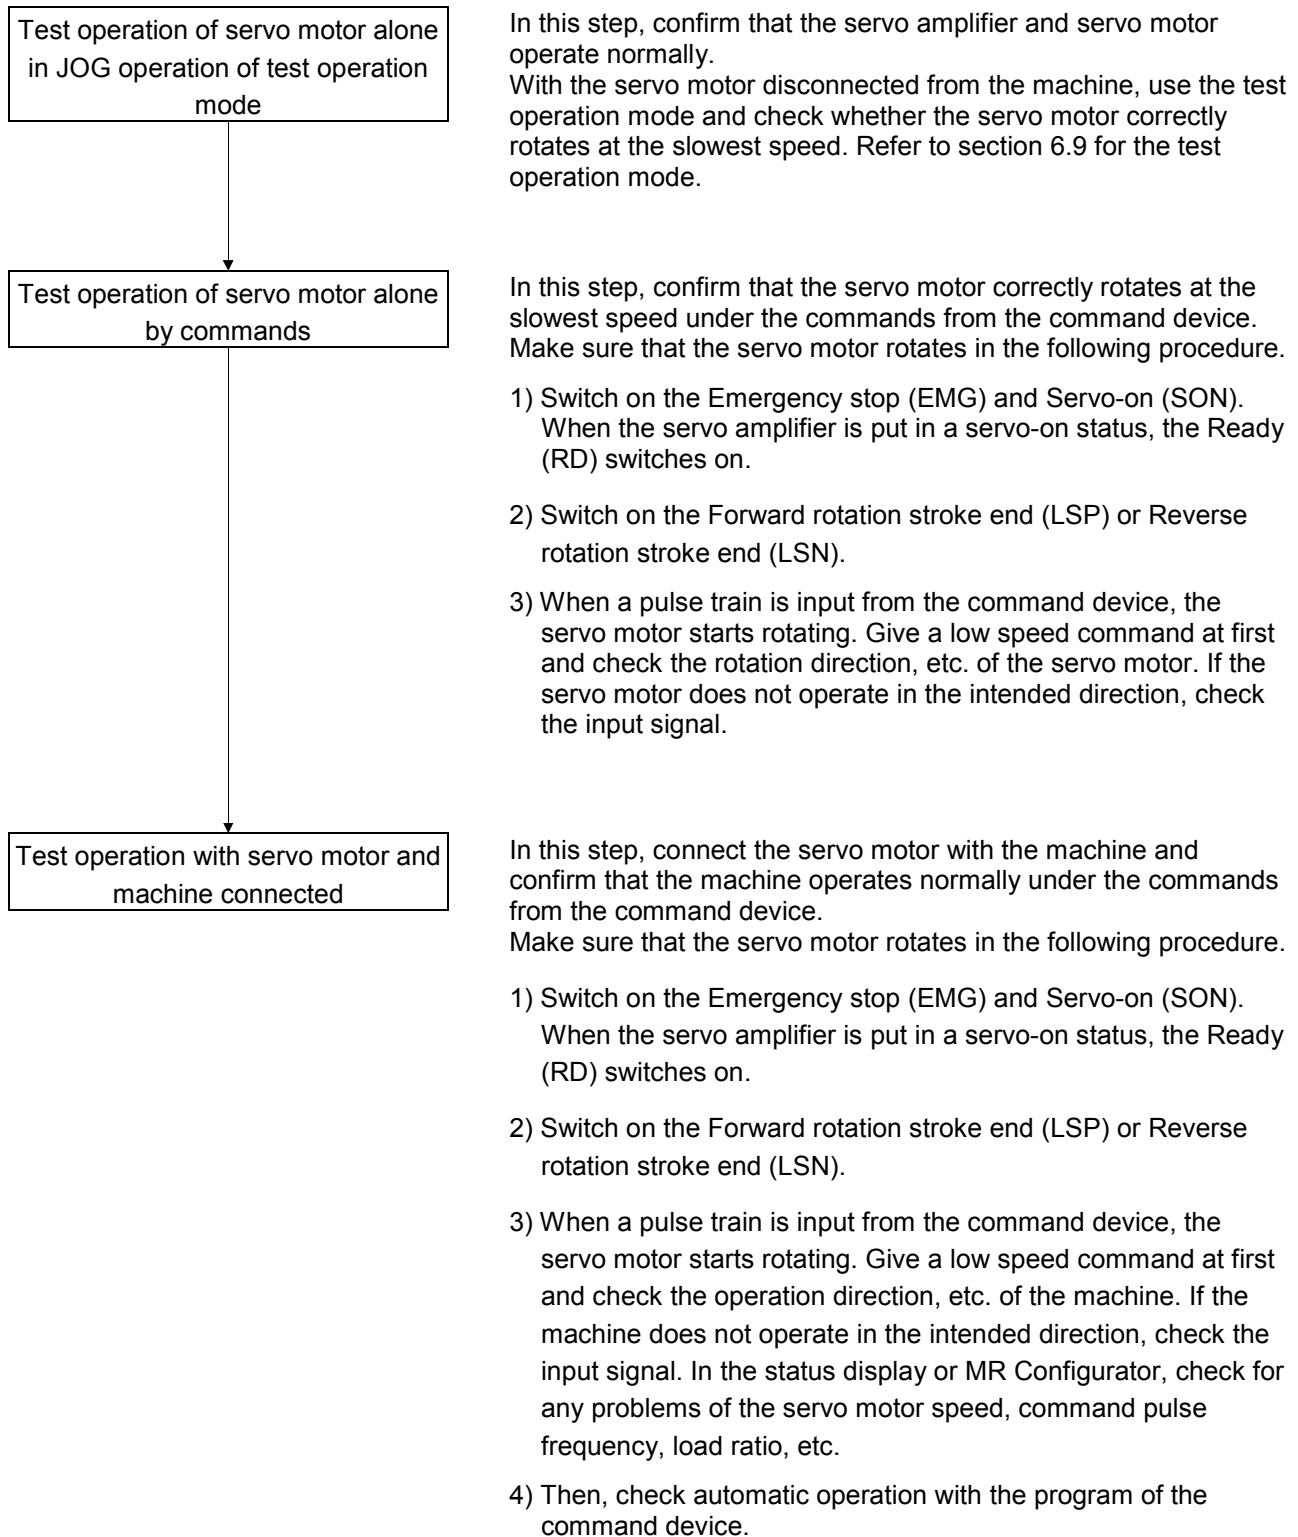 Test operation of servo motor alone
in JOG operation of test operation
mode
In this step, confirm that the servo amplifier and servo motor
operate normally.
With the servo motor disconnected from the machine, use the test
operation mode and check whether the servo motor correctly
rotates at the slowest speed. Refer to section 6.9 for the test
operation mode.
Test operation of servo motor alone
by commands
In this step, confirm that the servo motor correctly rotates at the
slowest speed under the commands from the command device.
Make sure that the servo motor rotates in the following procedure.
1) Switch on the Emergency stop (EMG) and Servo-on (SON).
When the servo amplifier is put in a servo-on status, the Ready
(RD) switches on.
2) Switch on the Forward rotation stroke end (LSP) or Reverse
rotation stroke end (LSN).
3) When a pulse train is input from the command device, the
servo motor starts rotating. Give a low speed command at first
and check the rotation direction, etc. of the servo motor. If the
servo motor does not operate in the intended direction, check
the input signal.
Test operation with servo motor and
machine connected
In this step, connect the servo motor with the machine and
confirm that the machine operates normally under the commands
from the command device.
Make sure that the servo motor rotates in the following procedure.
1) Switch on the Emergency stop (EMG) and Servo-on (SON).
When the servo amplifier is put in a servo-on status, the Ready
(RD) switches on.
2) Switch on the Forward rotation stroke end (LSP) or Reverse
rotation stroke end (LSN).
3) When a pulse train is input from the command device, the
servo motor starts rotating. Give a low speed command at first
and check the operation direction, etc. of the machine. If the
machine does not operate in the intended direction, check the
input signal. In the status display or MR Configurator, check for
any problems of the servo motor speed, command pulse
frequency, load ratio, etc.
4) Then, check automatic operation with the program of the
command device.